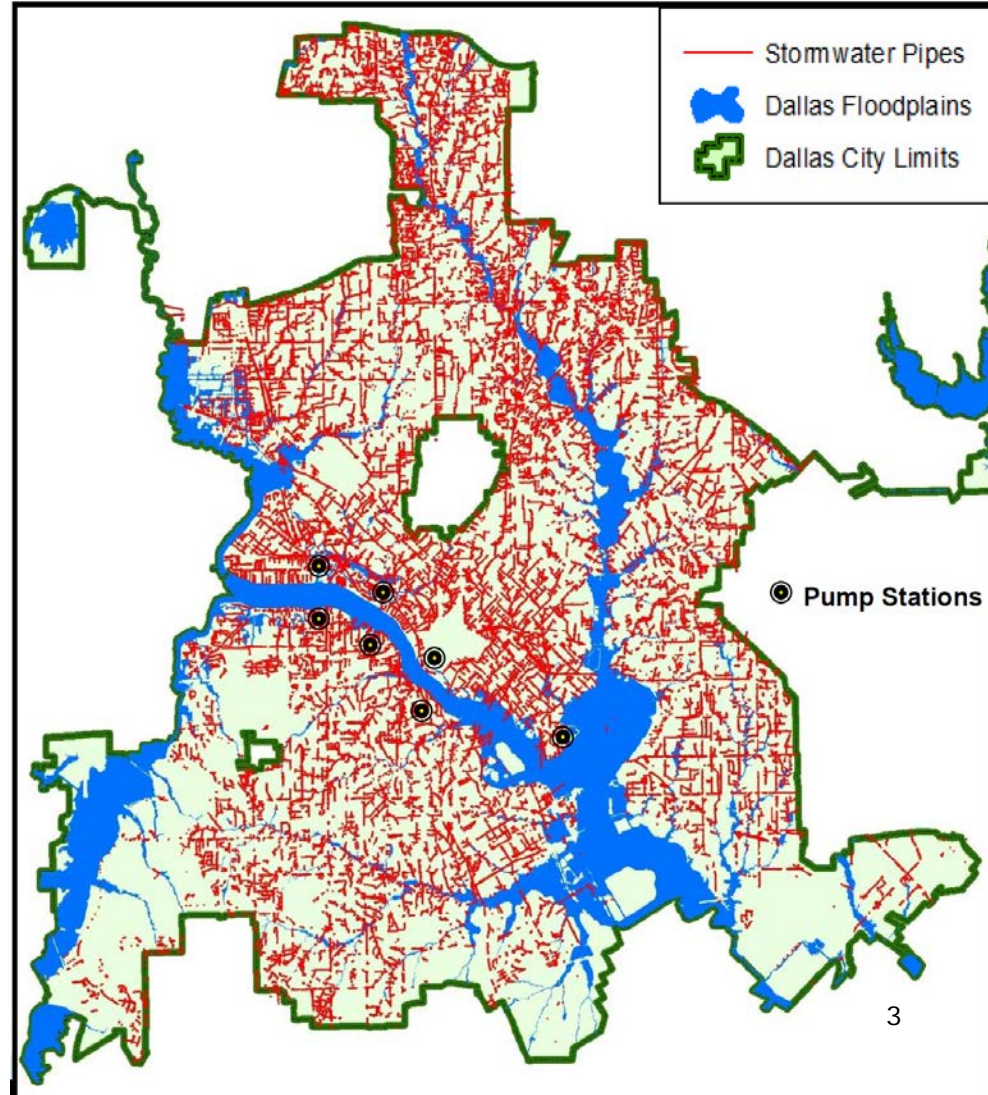 Stormwater Pipes
Dallas Floodplains
Dallas City Limits
Pump Stations
3